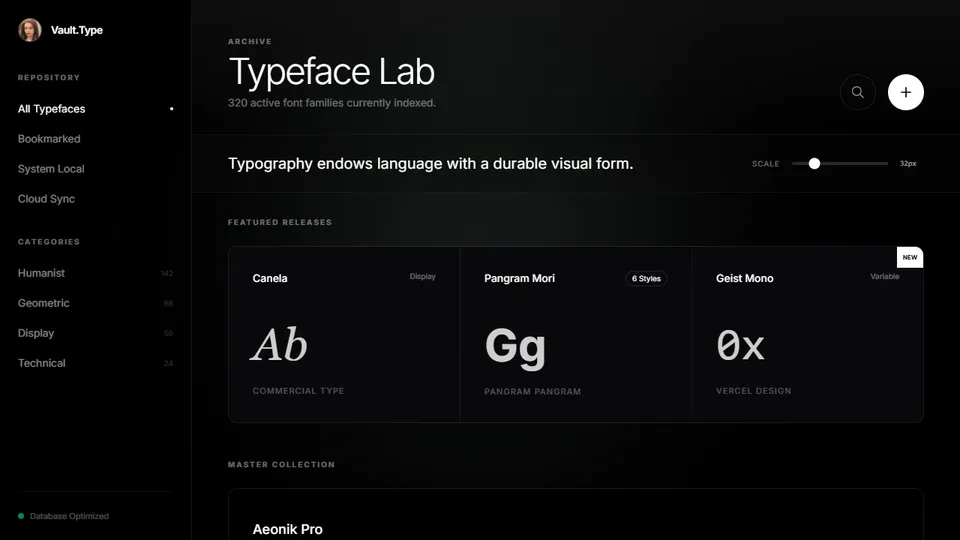 Vault.Type
REPOSITORY
All Typefaces
Bookmarked
System Local
Cloud Sync
CATEGORIES
Humanist 142
Geometric 88
Display 56
Technical 24
Database Optimized
ARCHIVE
Typeface Lab
320 active font families currently indexed.
Typography endows language with a durable visual form.
SCALE 32px
FEATURED RELEASES
Canela Display
Ab
COMMERCIAL TYPE
Pangram Mori 6 Styles
Gg
PANGRAM PANGRAM
NEW
Geist Mono Variable
0x
VERCEL DESIGN
MASTER COLLECTION
Aeonik Pro